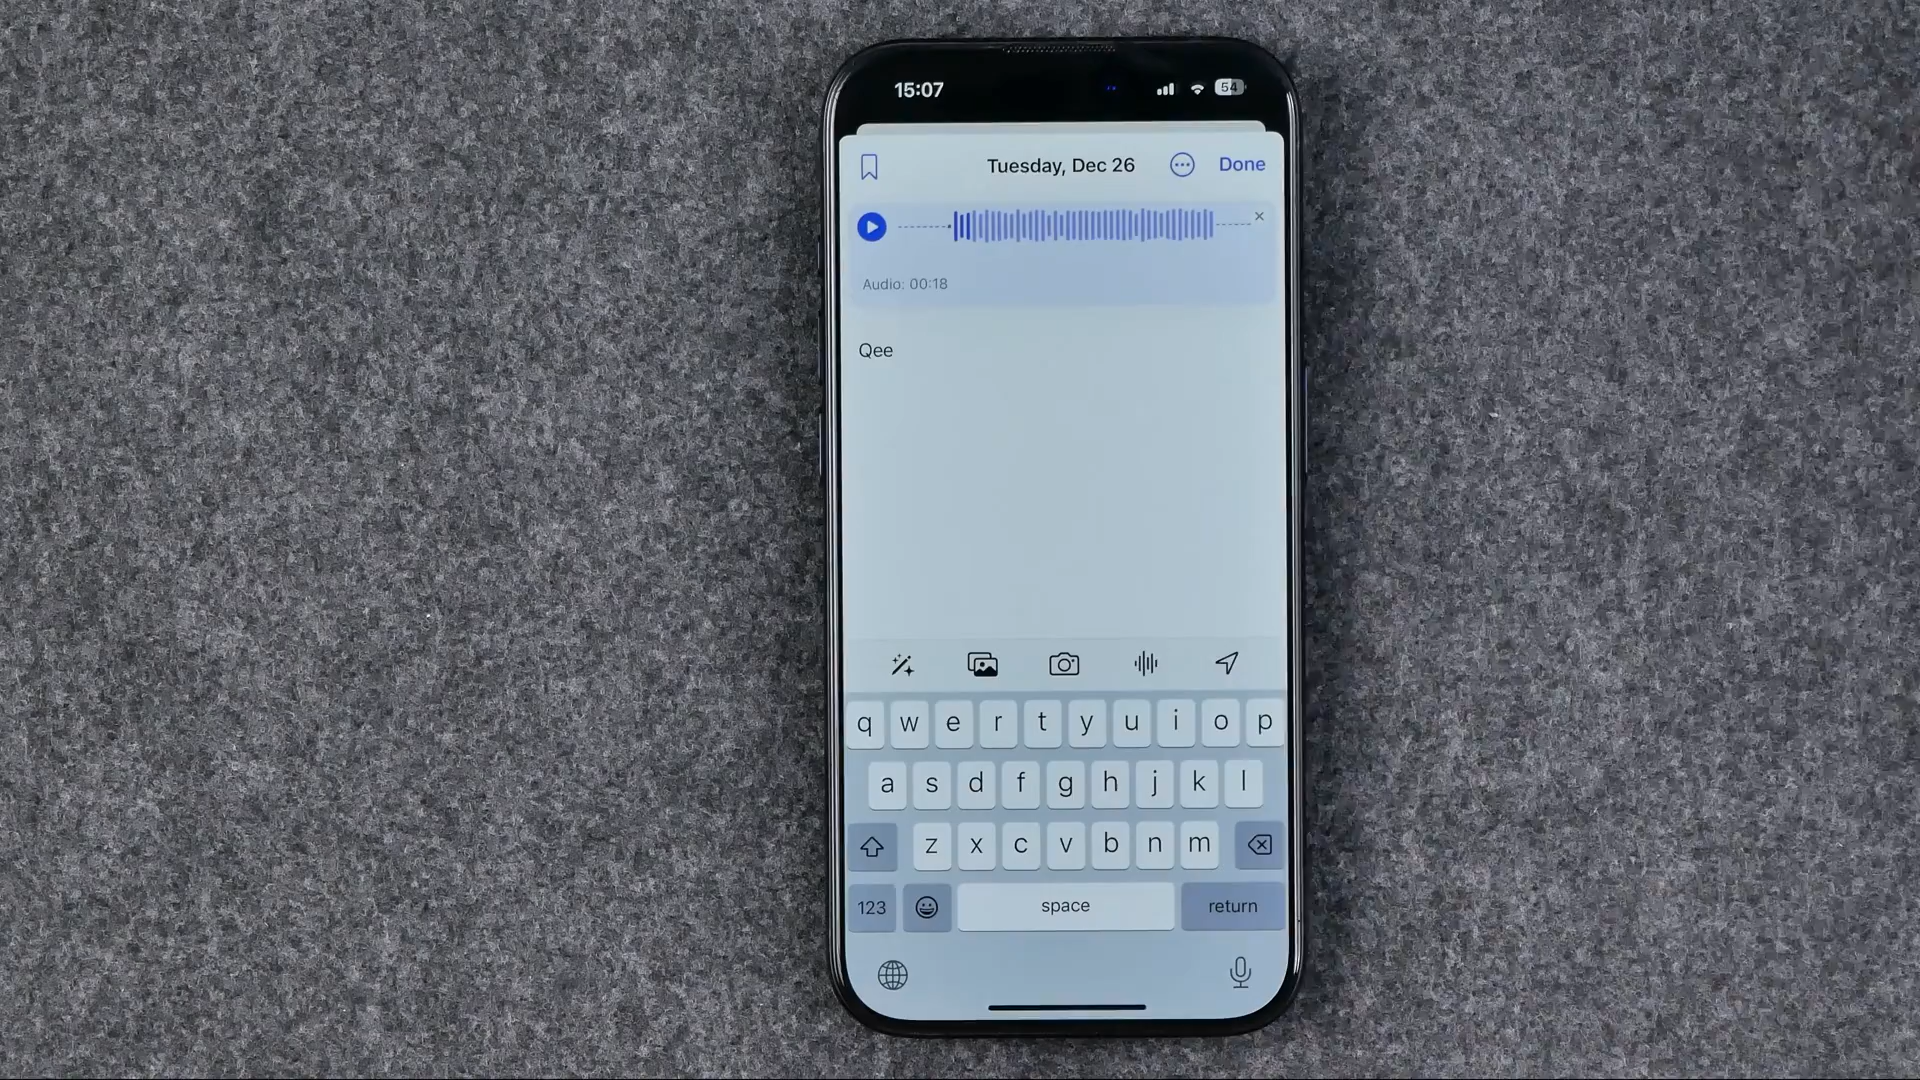 15:07
54
Tuesday, Dec 26
Done
Audio: 00:18
Qee
q w e r t y u i o p
a s d f g h j k l
z x c v b n m
123
space
return